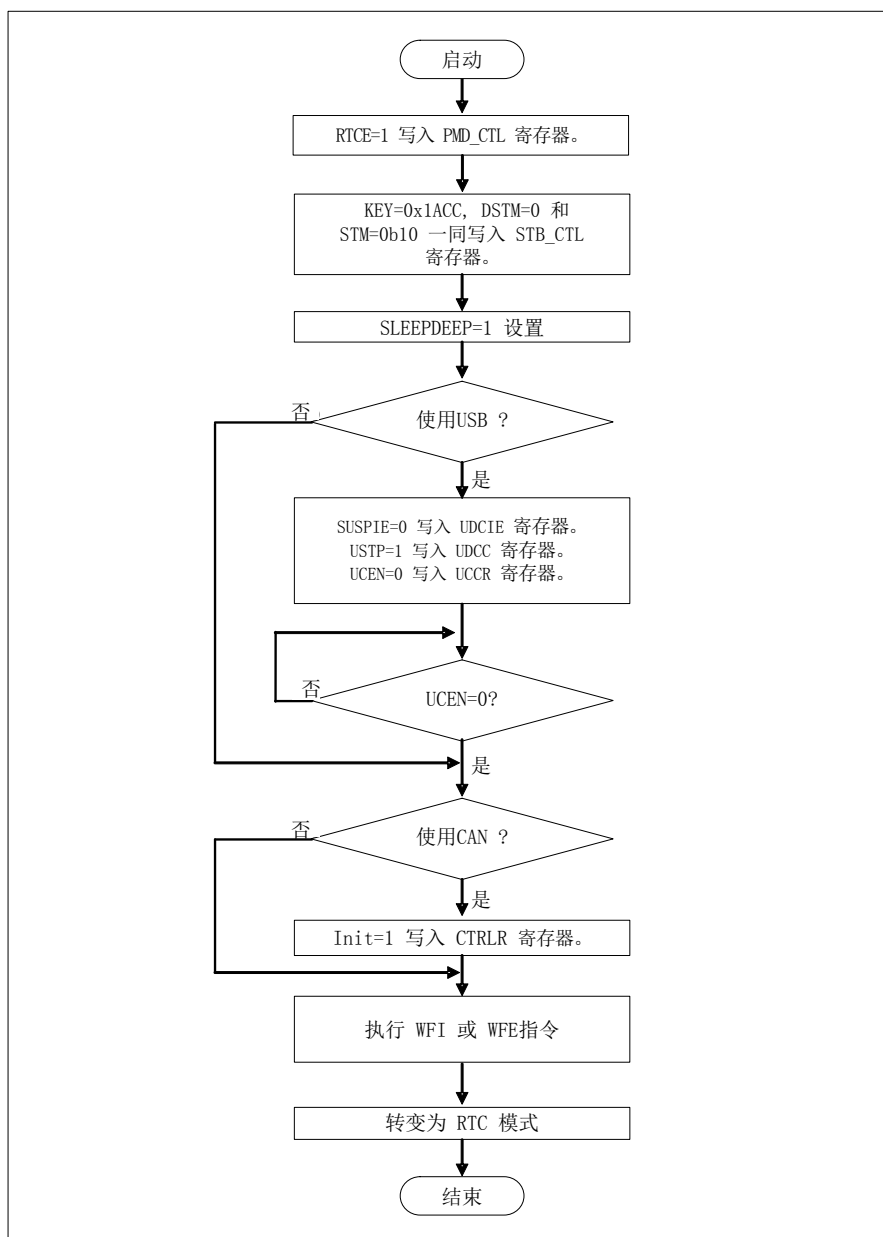 启动
RTCE=1 写入 PMD_CTL 寄存器。
KEY=0x1ACC, DSTM=0 和
STM=0b10 一同写入 STB_CTL
寄存器。
SLEEPDEEP=1 设置
否
使用USB ?
是
SUSPIE=0 写入 UDCIE 寄存器。
USTP=1 写入 UDCC 寄存器。
UCEN=0 写入 UCCR 寄存器。
否
UCEN=0?
是
否
使用CAN ?
是
Init=1 写入 CTRLR 寄存器。
执行 WFI 或 WFE指令
转变为 RTC 模式
结束